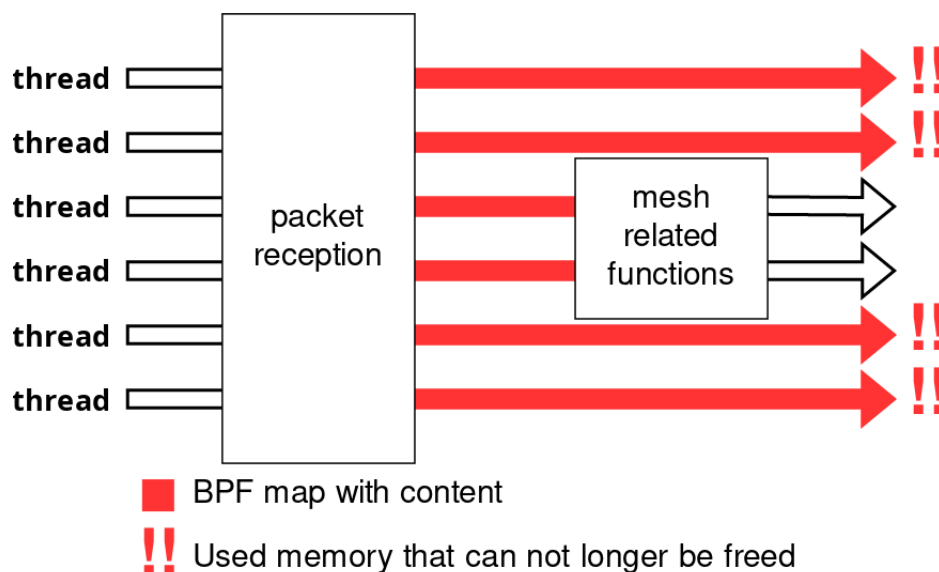 thread
!!
thread
!!
thread
thread
thread
!!
thread
!!
packet
reception
mesh
related
functions
BPF map with content
!! Used memory that can not longer be freed